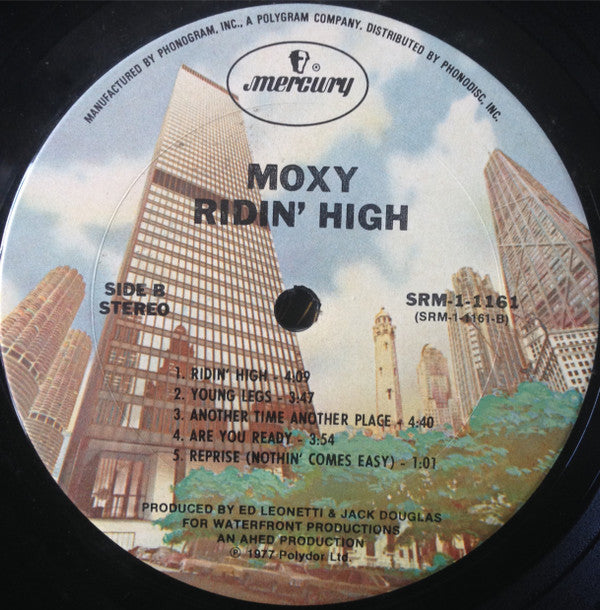 MANUFACTURED BY PHONOGRAM, INC., A POLYGRAM COMPANY. DISTRIBUTED BY PHONODISC, INC.
®
mercury
MOXY
RIDIN' HIGH
SIDE B
STEREO
SRM-1-1161
(SRM-1-1161-B)
1. RIDIN' HIGH - 4:09
2. YOUNG LEGS - 3:47
3. ANOTHER TIME ANOTHER PLACE - 4:40
4. ARE YOU READY - 3:54
5. REPRISE (NOTHIN' COMES EASY) - 1:01
PRODUCED BY ED LEONETTI & JACK DOUGLAS
FOR WATERFRONT PRODUCTIONS
AN AHED PRODUCTION
℗ 1977 Polydor Ltd.